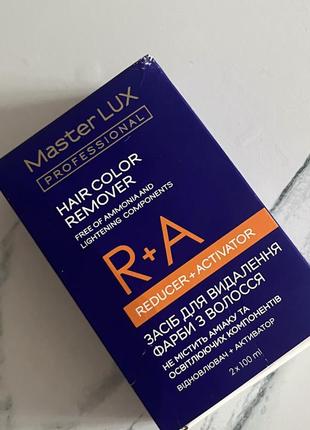 Master LUX
PROFESSIONAL
HAIR COLOR
REMOVER
FREE OF AMMONIA AND
LIGHTENING COMPONENTS
R+A
REDUCER + ACTIVATOR
ЗАСІБ ДЛЯ ВИДАЛЕННЯ
ФАРБИ З ВОЛОССЯ
НЕ МІСТИТЬ АМІАКУ ТА
ОСВІТЛЮЮЧИХ КОМПОНЕНТІВ
ВІДНОВЛЮВАЧ + АКТИВАТОР
2 x 100 ml